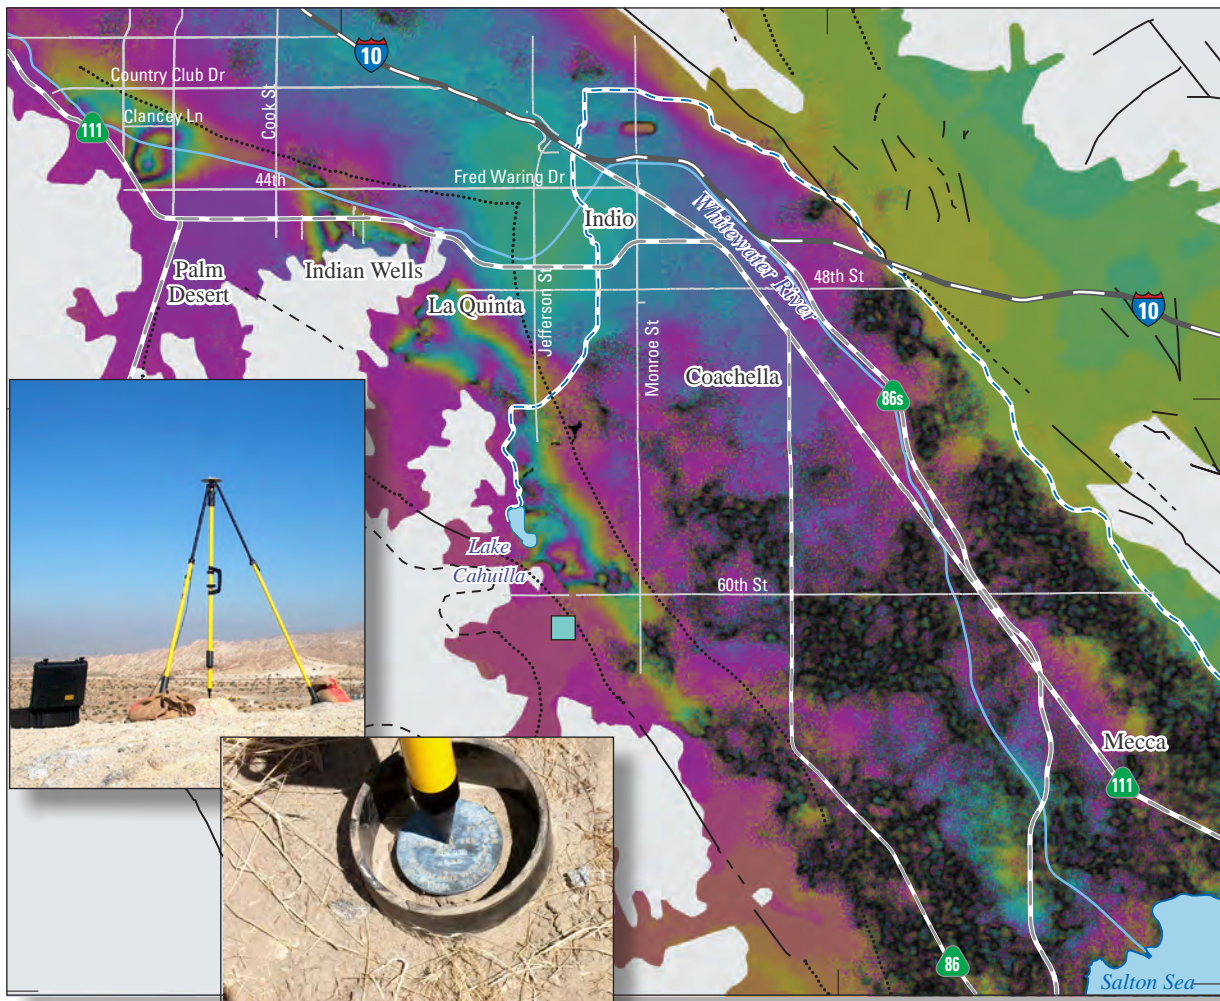 10
Country Club Dr
Clancey Ln
111
Cook St
44th
Fred Waring Dr
Whitewater River
Indio
Palm
Desert
Indian Wells
48th St
La Quinta
10
Jefferson St
Monroe St
Coachella
86s
Lake
Cahuilla
60th St
Mecca
111
86
Salton Sea